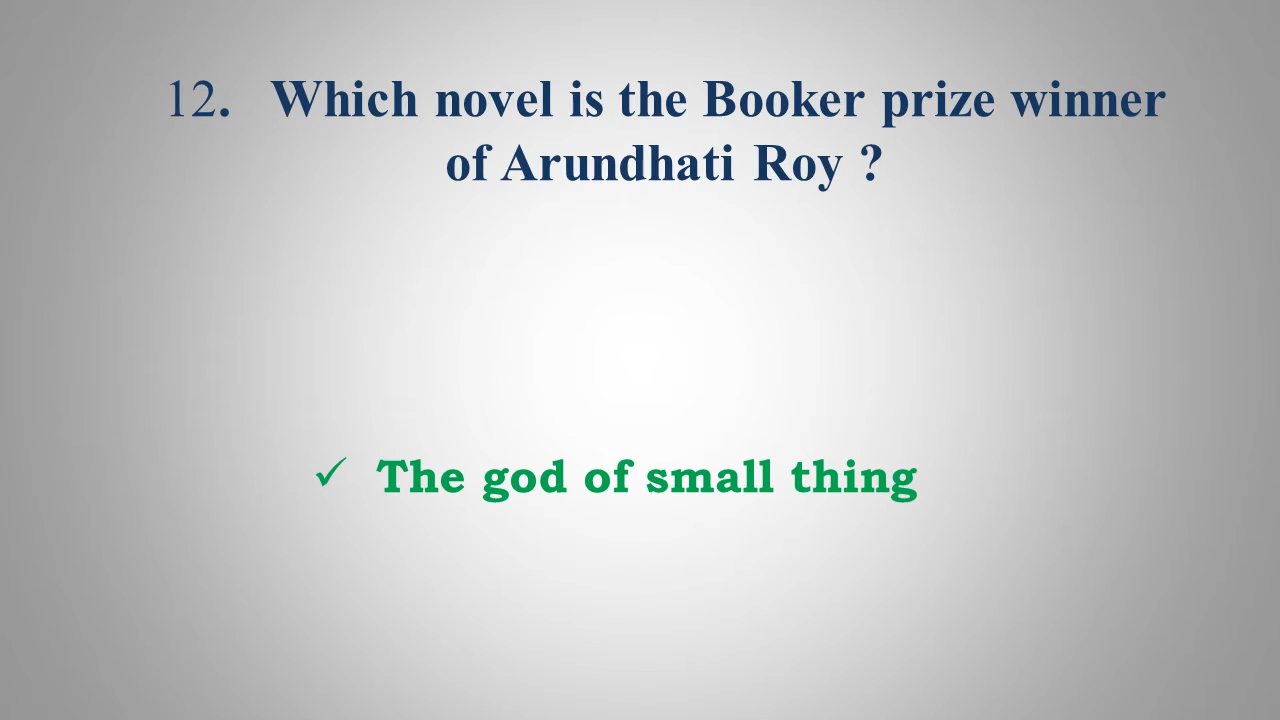 12. Which novel is the Booker prize winner
of Arundhati Roy ?
✓ The god of small thing